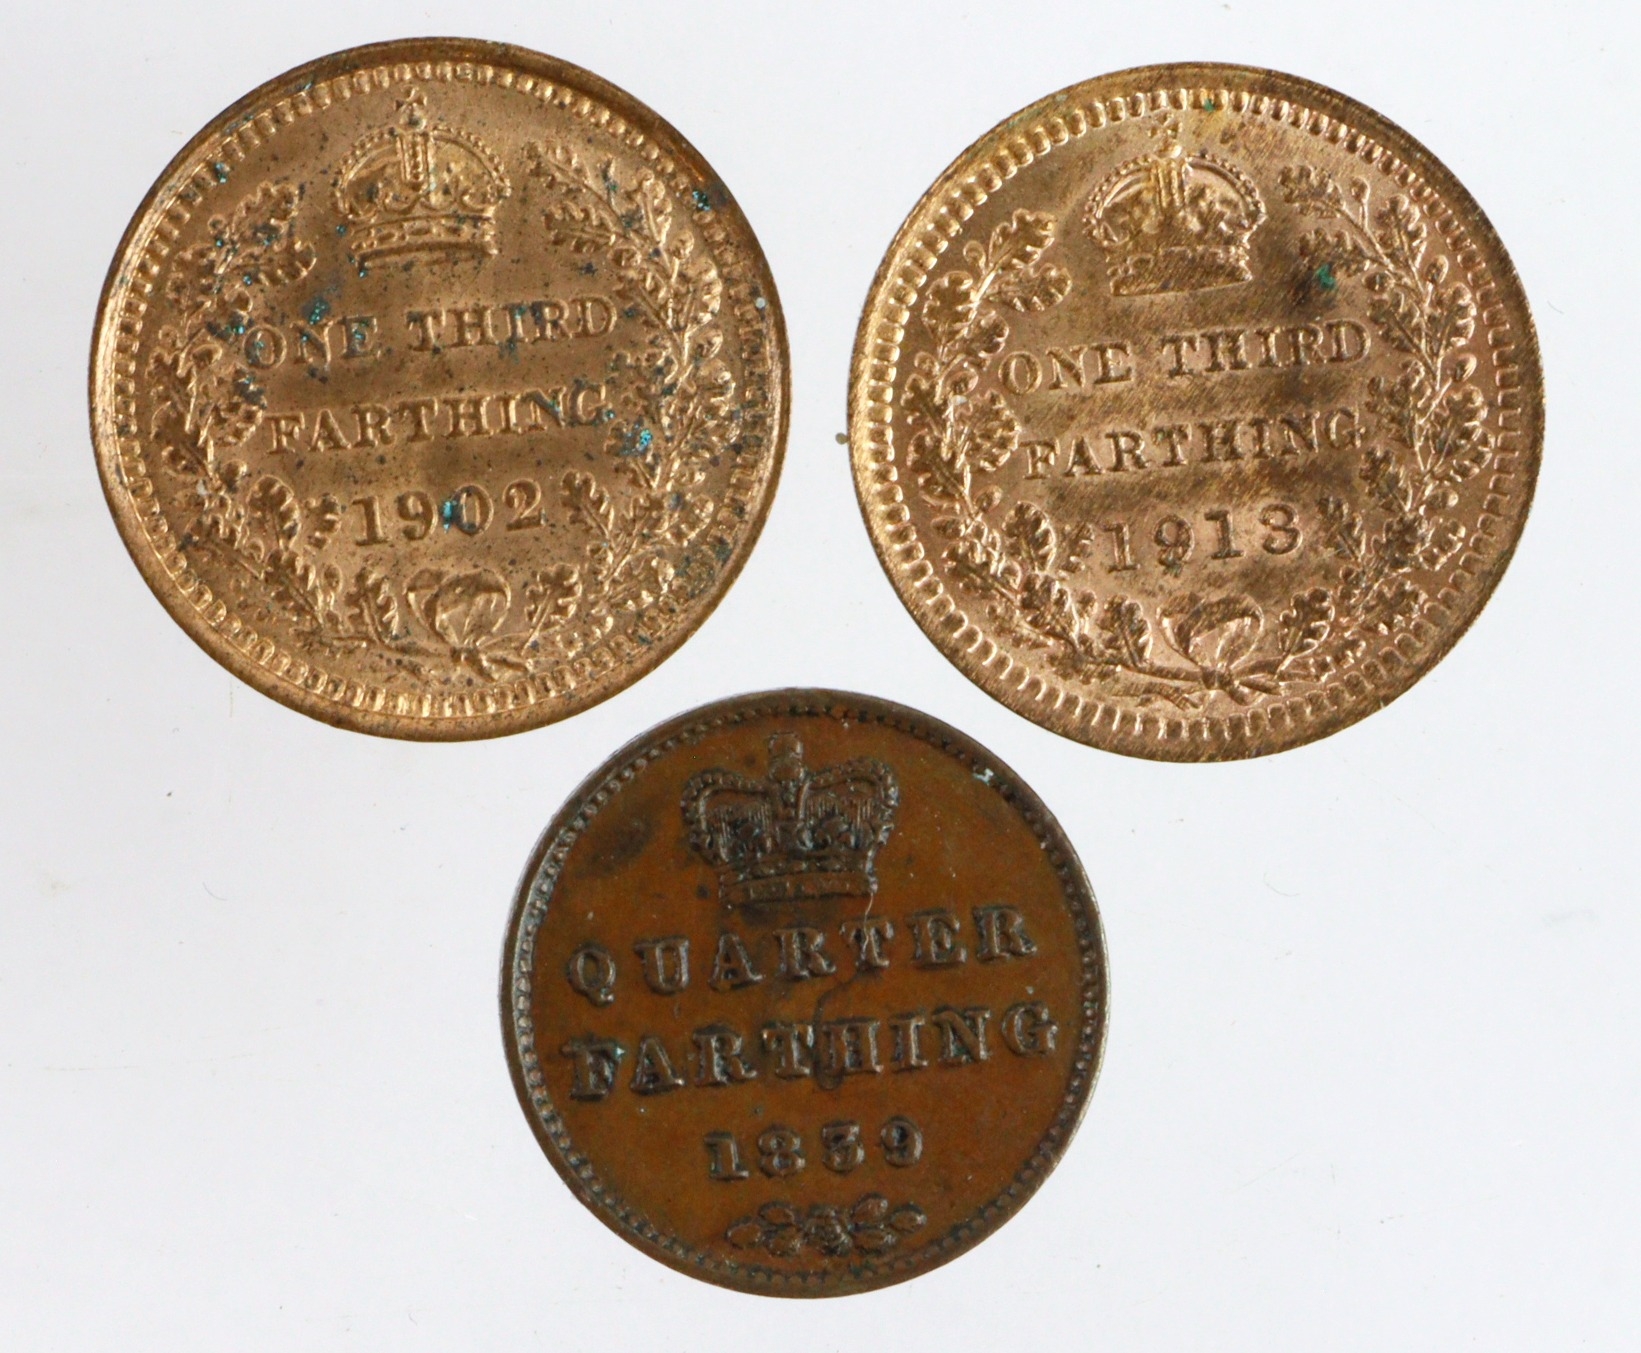 ONE THIRD
FARTHING
1902
ONE THIRD
FARTHING
1913
QUARTER
FARTHING
1839